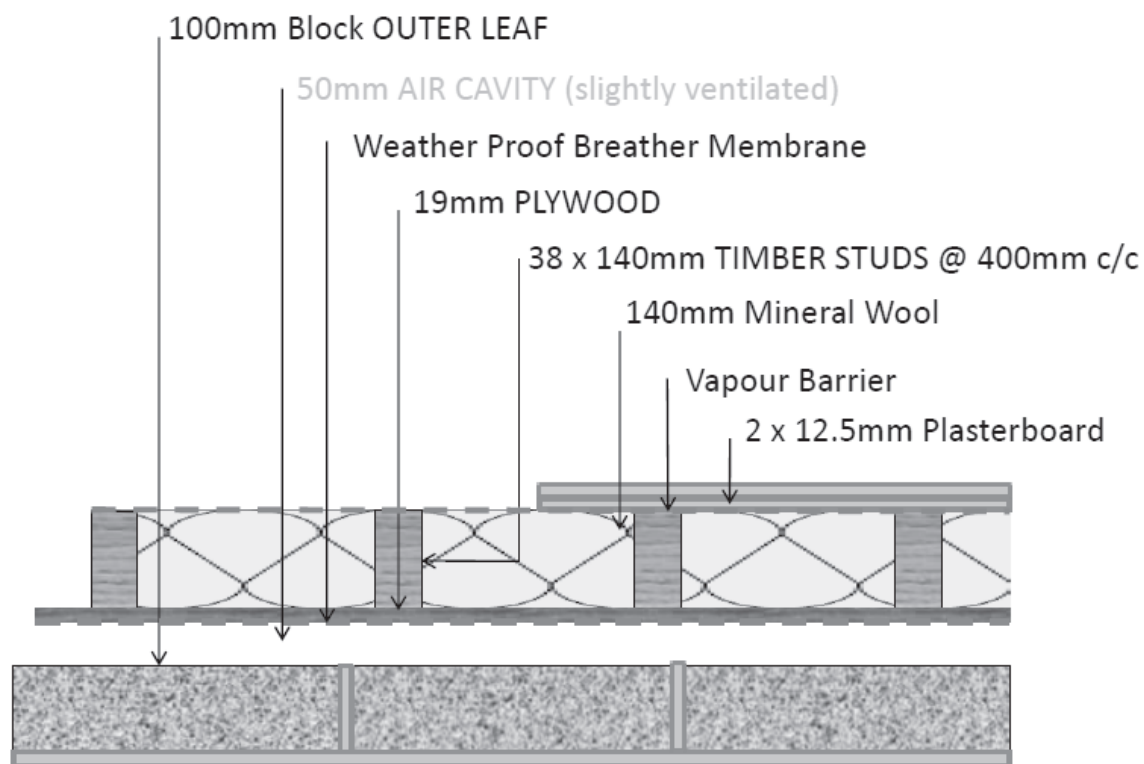 100mm Block OUTER LEAF
50mm AIR CAVITY (slightly ventilated)
Weather Proof Breather Membrane
19mm PLYWOOD
38 x 140mm TIMBER STUDS @ 400mm c/c
140mm Mineral Wool
Vapour Barrier
2 x 12.5mm Plasterboard